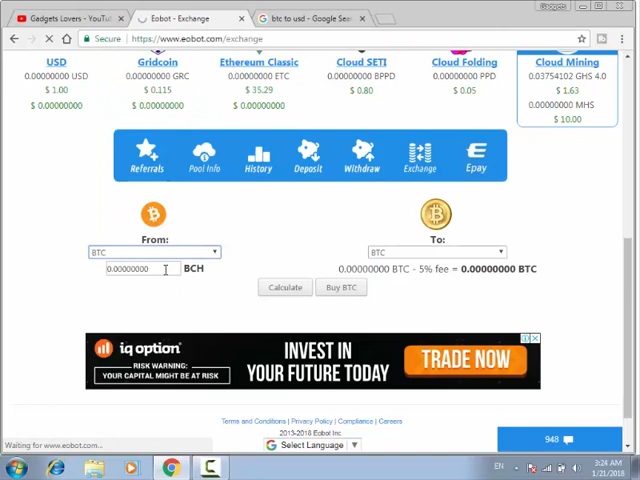 Gadgets Lovers - YouTu
Eobot - Exchange
btc to usd - Google Sea
Gadgets
Secure
https://www.eobot.com/exchange
USD
Gridcoin
Ethereum Classic
Cloud SETI
Cloud Folding
Cloud Mining
0.00000000 USD
0.00000000 GRC
0.00000000 ETC
0.00000000 BPPD
0.00000000 PPD
0.03754102 GHS 4.0
$ 1.00
$ 0.115
$ 35.29
$ 0.80
$ 0.05
$ 1.63
$ 0.00000000
$ 0.00000000
$ 0.00000000
0.00000000 MHS
$ 10.00
Referrals
Pool Info
History
Deposit
Withdraw
Exchange
Epay
From:
To:
BTC
BTC
0.00000000
BCH
0.00000000 BTC - 5% fee = 0.00000000 BTC
Calculate
Buy BTC
iq option
RISK WARNING:
YOUR CAPITAL MIGHT BE AT RISK
INVEST IN
YOUR FUTURE TODAY
TRADE NOW
Terms and Conditions | Privacy Policy | Compliance | Careers
2013-2018 Eobot Inc
G Select Language
Waiting for www.eobot.com...
948
EN
3:24 AM
1/21/2018